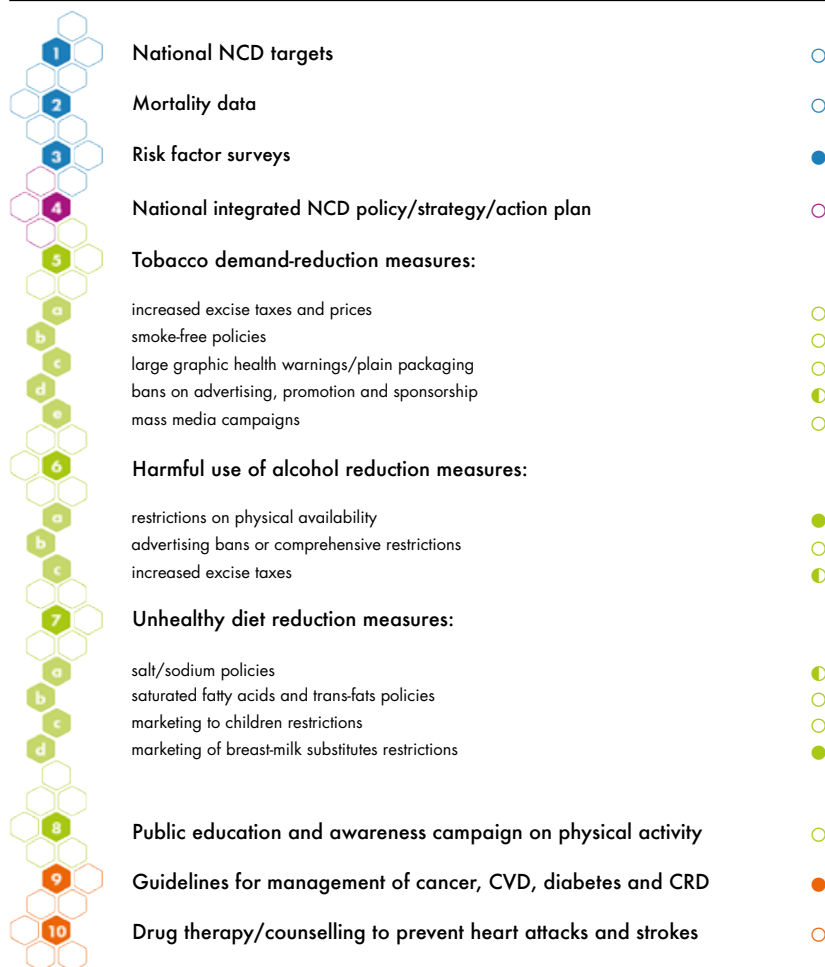 1 National NCD targets ○
2 Mortality data ○
3 Risk factor surveys ●
4 National integrated NCD policy/strategy/action plan ○
5 Tobacco demand-reduction measures:
a increased excise taxes and prices ○
b smoke-free policies ○
c large graphic health warnings/plain packaging ○
d bans on advertising, promotion and sponsorship ◐
e mass media campaigns ○
6 Harmful use of alcohol reduction measures:
a restrictions on physical availability ●
b advertising bans or comprehensive restrictions ○
c increased excise taxes ◐
7 Unhealthy diet reduction measures:
a salt/sodium policies ◐
b saturated fatty acids and trans-fats policies ○
c marketing to children restrictions ○
d marketing of breast-milk substitutes restrictions ●
8 Public education and awareness campaign on physical activity ○
9 Guidelines for management of cancer, CVD, diabetes and CRD ●
10 Drug therapy/counselling to prevent heart attacks and strokes ○